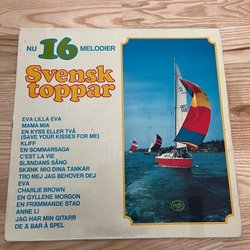 NU 16 MELODIER
Svensk
toppar
EVA LILLA EVA
MAMA MIA
EN KYSS ELLER TVÅ
(SAVE YOUR KISSES FOR ME)
KLIFF
EN SOMMARSAGA
C'EST LA VIE
SLÄNDANS SÅNG
SKÄNK MIG DINA TANKAR
TRO MEJ JAG BEHÖVER DEJ
EVA
CHARLIE BROWN
EN GYLLENE MORGON
EN FRÄMMANDE STAD
ANNE LI
JAG HAR MIN GITARR
DE Ä BAR Å SPEL
mfp